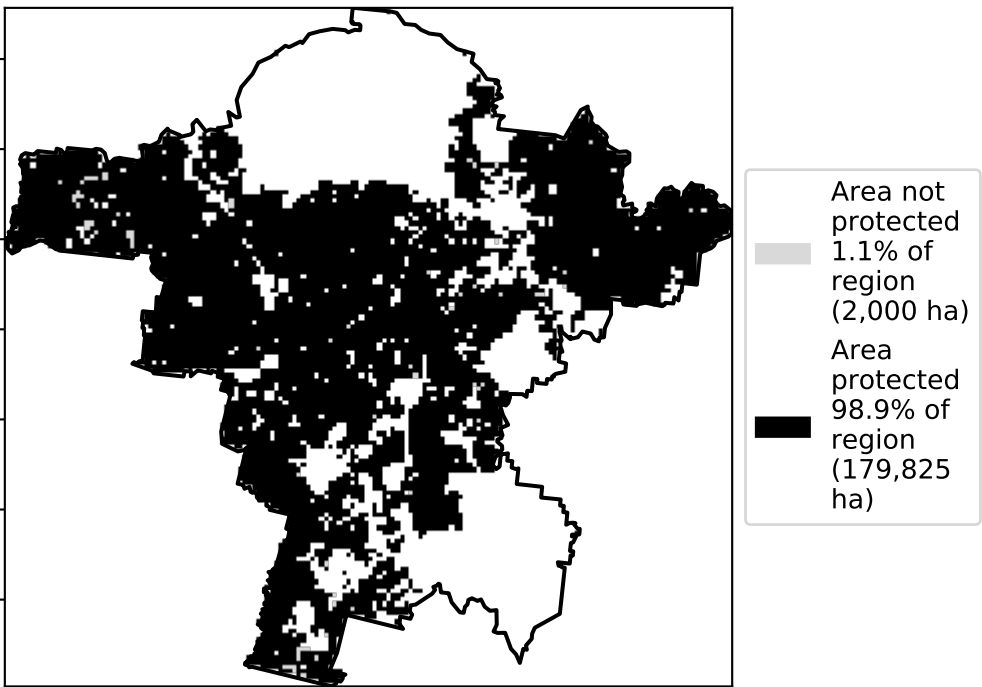 Area not
protected
1.1% of
region
(2,000 ha)
Area
protected
98.9% of
region
(179,825
ha)